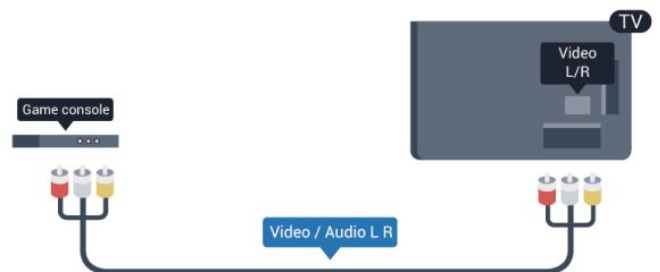 TV
Video
L/R
Game console
Video / Audio L R